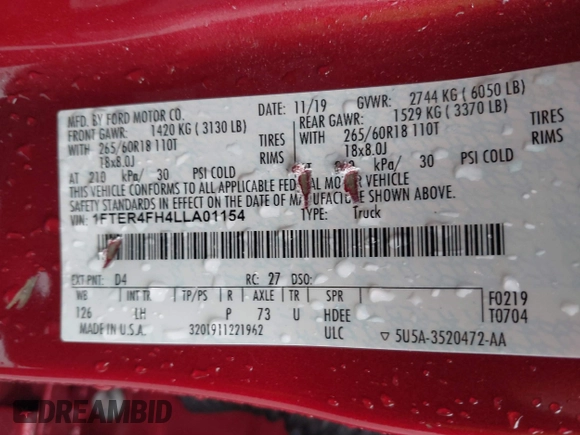 MFD. BY FORD MOTOR CO.
DATE: 11/19 GVWR: 2744 KG ( 6050 LB)
FRONT GAWR: 1420 KG ( 3130 LB) REAR GAWR: 1529 KG ( 3370 LB)
WITH 265/60R18 110T TIRES WITH 265/60R18 110T TIRES
18x8.0J RIMS 18x8.0J RIMS
AT 210 kPa/ 30 PSI COLD kPa/ 30 PSI COLD
THIS VEHICLE CONFORMS TO ALL APPLICABLE FEDERAL MOTOR VEHICLE
SAFETY STANDARDS IN EFFECT ON THE DATE OF MANUFACTURE SHOWN ABOVE.
VIN: 1FTER4FH4LLA01154 TYPE: Truck
EXT PNT: D4 RC: 27 DSO:
WB INT TR TP/PS R AXLE TR SPR
126 LH P 73 U HDEE
F0219
T0704
MADE IN U.S.A. 3201911221962 ULC 5U5A-3520472-AA
DREAMBID